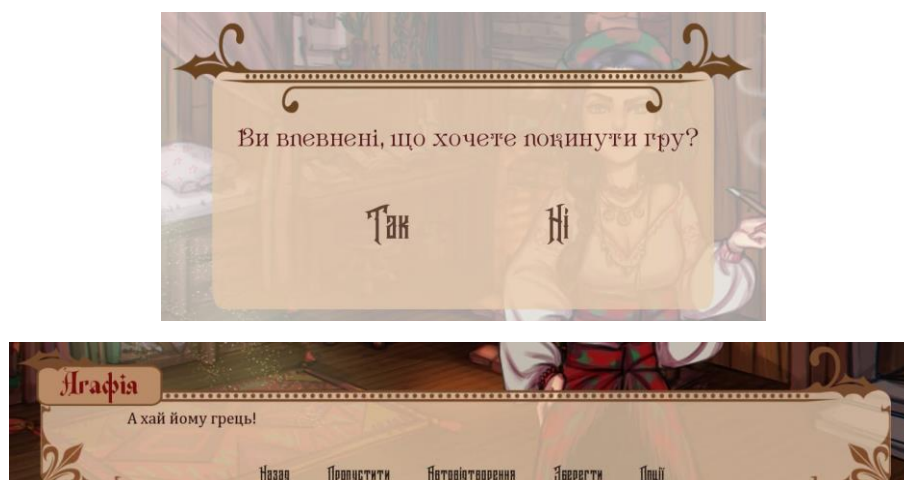 Ви впевнені, що хочете покинути гру?
Так Ні
Агафія
А хай йому грець!
Назад Пропустити Автовідтворення Зберегти Опції